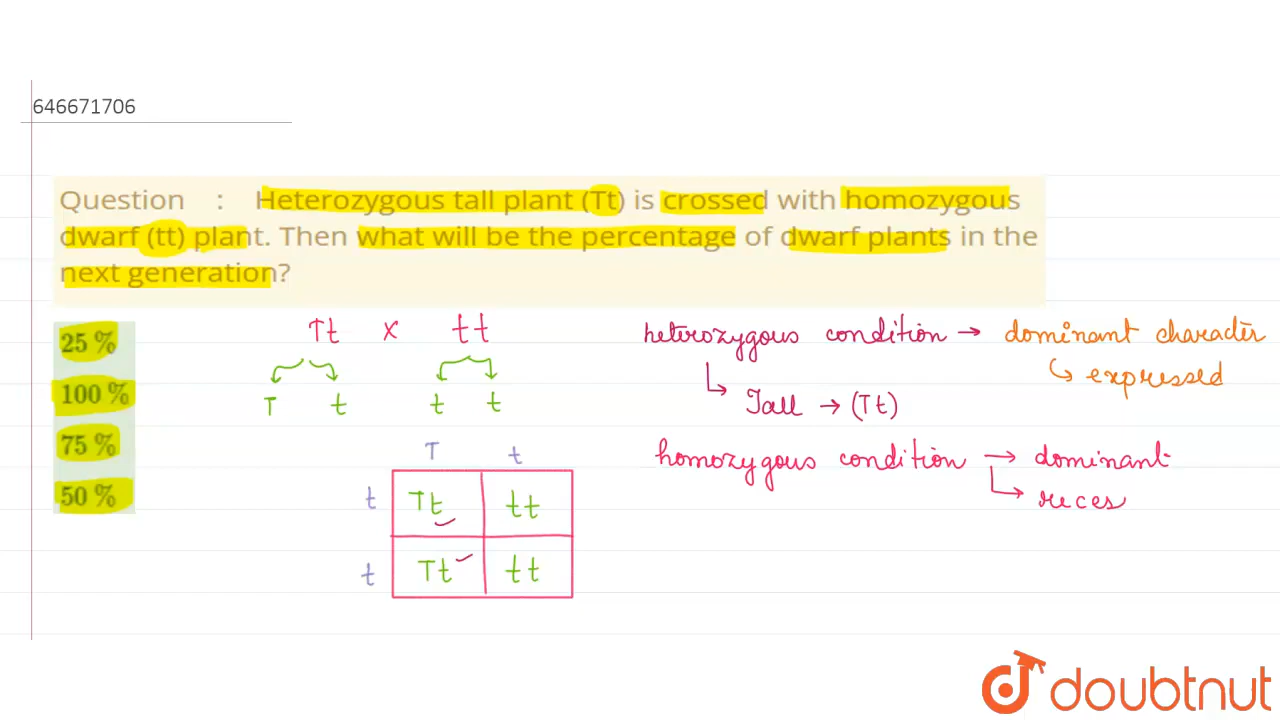 646671706
Question : Heterozygous tall plant (Tt) is crossed with homozygous
dwarf (tt) plant. Then what will be the percentage of dwarf plants in the
next generation?
25 %
100 %
75 %
50 %
Tt x tt
T t t t
T t
t Tt tt
t Tt tt
heterozygous condition → dominant character
↳ expressed
↳ Tall → (Tt)
homozygous condition → dominant
↳ reces
doubtnut